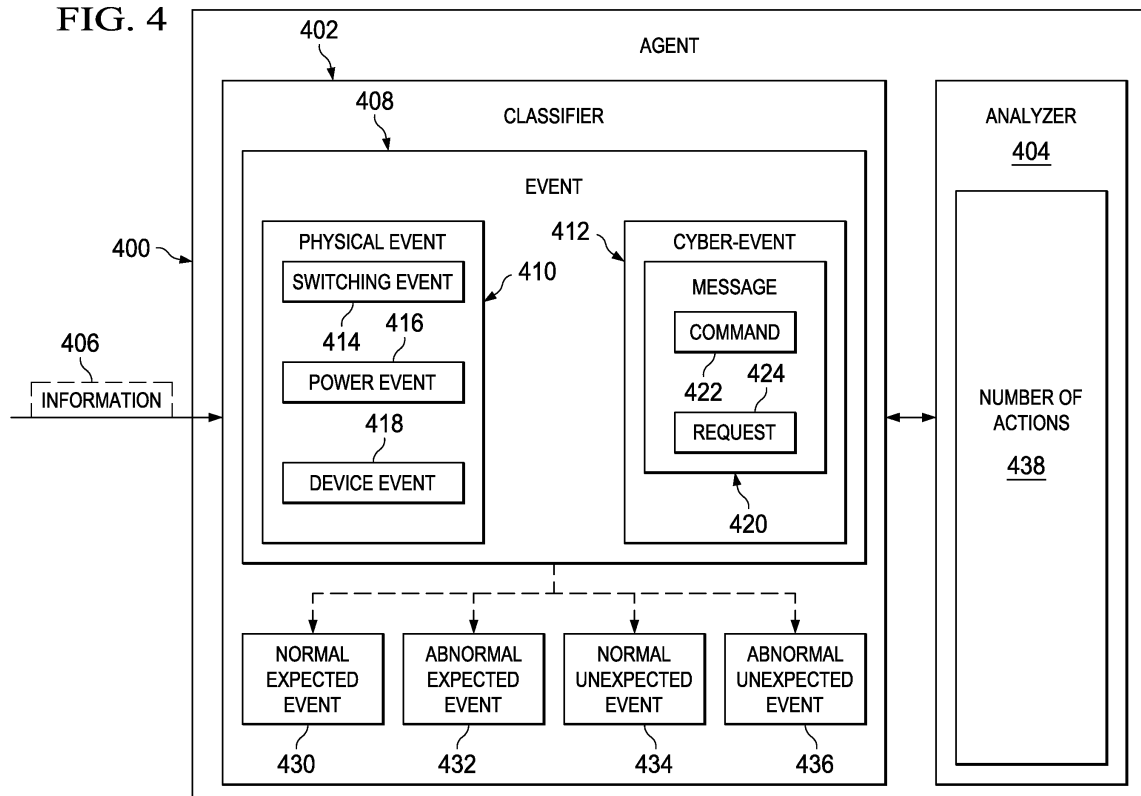 FIG. 4
402
AGENT
408
CLASSIFIER
ANALYZER
404
EVENT
400
PHYSICAL EVENT
412
CYBER-EVENT
410
SWITCHING EVENT
MESSAGE
414
416
COMMAND
406
422
424
INFORMATION
POWER EVENT
NUMBER OF
ACTIONS
418
REQUEST
438
DEVICE EVENT
420
NORMAL
EXPECTED
EVENT
ABNORMAL
EXPECTED
EVENT
NORMAL
UNEXPECTED
EVENT
ABNORMAL
UNEXPECTED
EVENT
430
432
434
436